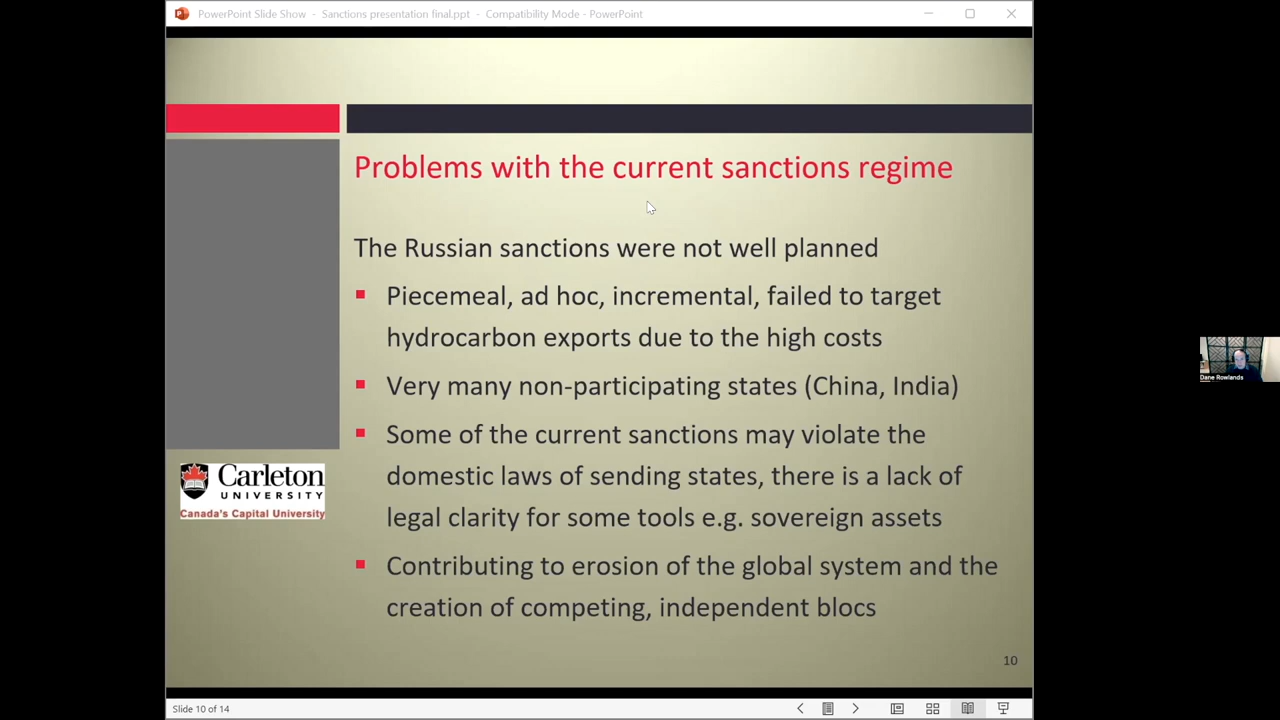 PowerPoint Slide Show - Sanctions presentation final.ppt - Compatibility Mode - PowerPoint
Problems with the current sanctions regime
The Russian sanctions were not well planned
Piecemeal, ad hoc, incremental, failed to target
hydrocarbon exports due to the high costs
Very many non-participating states (China, India)
Some of the current sanctions may violate the
domestic laws of sending states, there is a lack of
legal clarity for some tools e.g. sovereign assets
Contributing to erosion of the global system and the
creation of competing, independent blocs
Carleton
UNIVERSITY
Canada's Capital University
10
Slide 10 of 14
Dane Rowlands